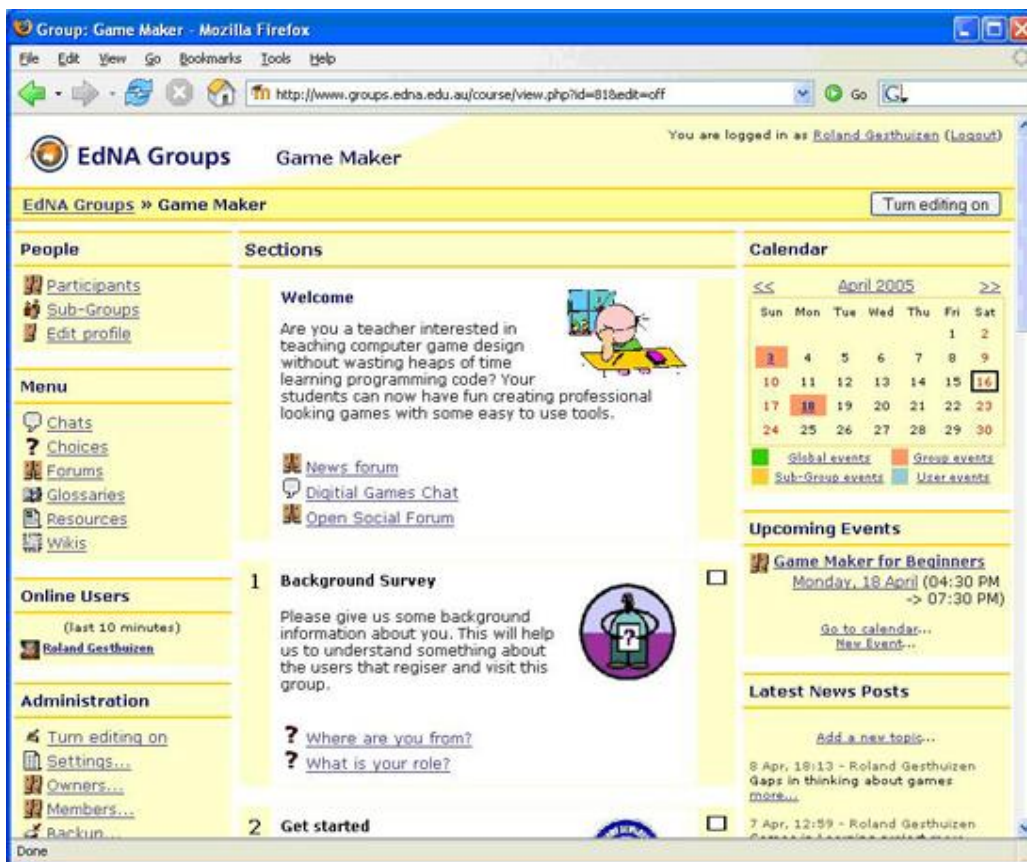 Group: Game Maker - Mozilla Firefox
File Edit View Go Bookmarks Tools Help
http://www.groups.edna.edu.au/course/view.php?id=81&edit=off Go
EdNA Groups Game Maker
You are logged in as Roland Gesthuizen (Logout)
EdNA Groups » Game Maker
Turn editing on
People
Participants
Sub-Groups
Edit profile
Menu
Chats
Choices
Forums
Glossaries
Resources
Wikis
Online Users
(last 10 minutes)
Roland Gesthuizen
Administration
Turn editing on
Settings...
Owners...
Members...
Backup...
Sections
Welcome
Are you a teacher interested in
teaching computer game design
without wasting heaps of time
learning programming code? Your
students can now have fun creating professional
looking games with some easy to use tools.
News forum
Digitial Games Chat
Open Social Forum
1 Background Survey
Please give us some background
information about you. This will help
us to understand something about
the users that regiser and visit this
group.
?
? Where are you from?
? What is your role?
2 Get started
Calendar
<< April 2005 >>
Sun Mon Tue Wed Thu Fri Sat
1 2
3 4 5 6 7 8 9
10 11 12 13 14 15 16
17 18 19 20 21 22 23
24 25 26 27 28 29 30
Global events Group events
Sub-Group events User events
Upcoming Events
Game Maker for Beginners
Monday, 18 April (04:30 PM
-> 07:30 PM)
Go to calendar...
New Event...
Latest News Posts
Add a new topic...
8 Apr, 18:13 - Roland Gesthuizen
Gaps in thinking about games
more...
7 Apr, 12:59 - Roland Gesthuizen
Done